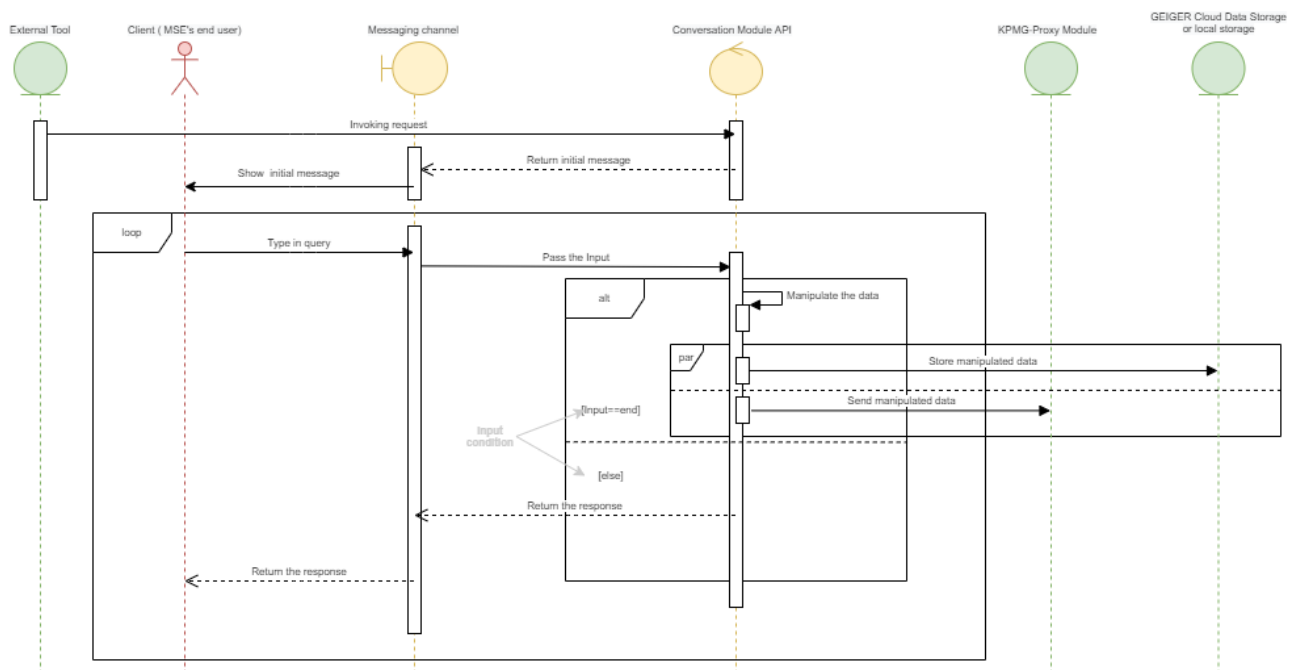 External Tool
Client ( MSE's end user)
Messaging channel
Conversation Module API
KPMG-Proxy Module
GEIGER Cloud Data Storage
or local storage
Invoking request
Return initial message
Show initial message
loop
Type in query
Pass the Input
alt
Manipulate the data
par
Store manipulated data
Send manipulated data
[Input==end]
Input
condition
[else]
Return the response
Return the response